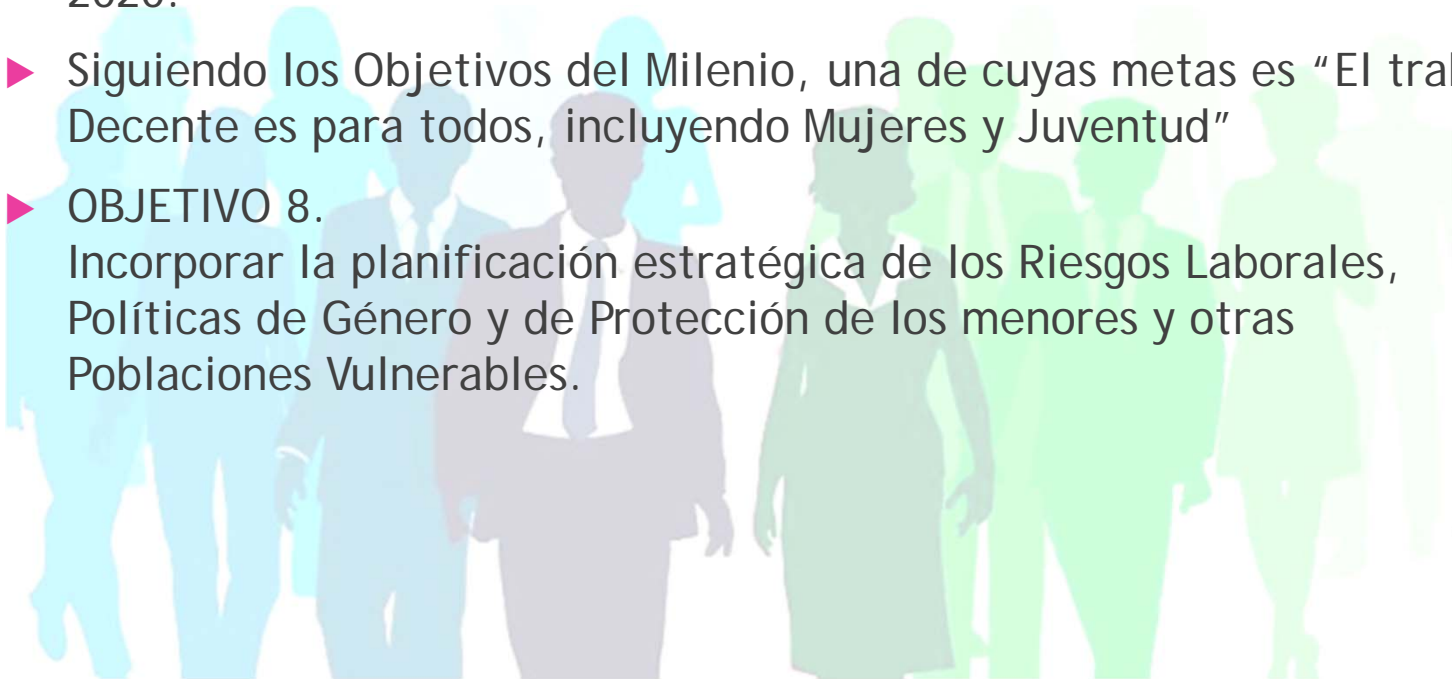 Siguiendo los Objetivos del Milenio, una de cuyas metas es “El
Decente es para todos, incluyendo Mujeres y Juventud”
OBJETIVO 8.
Incorporar la planificación estratégica de los Riesgos Laborales,
Políticas de Género y de Protección de los menores y otras
Poblaciones Vulnerables.